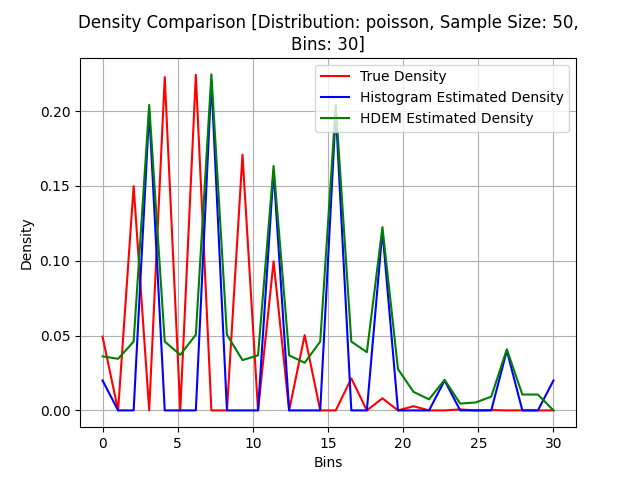 Density Comparison [Distribution: poisson, Sample Size: 50,
Bins: 30]
True Density
Histogram Estimated Density
HDEM Estimated Density
0.20
0.15
0.10
0.05
0.00
Density
0 5 10 15 20 25 30
Bins